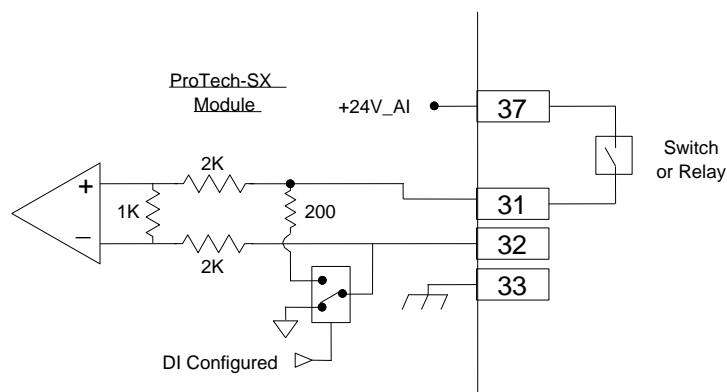 ProTech-SX
Module
+24V_AI
37
Switch
or Relay
2K
+
1K
200
31
–
2K
32
33
DI Configured